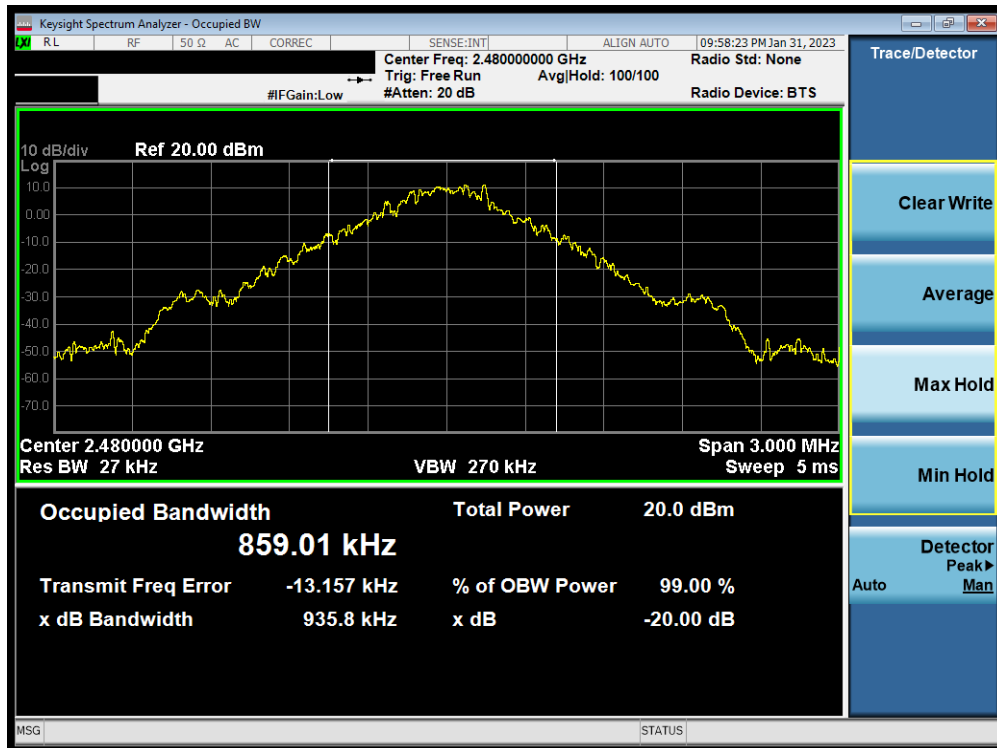 Keysight Spectrum Analyzer - Occupied BW
LXI RL RF 50 Ω AC CORREC SENSE:INT ALIGN AUTO 09:58:23 PM Jan 31, 2023
Center Freq: 2.480000000 GHz Radio Std: None
Trig: Free Run Avg|Hold: 100/100
#IFGain:Low #Atten: 20 dB Radio Device: BTS
Trace/Detector
10 dB/div Ref 20.00 dBm
Log
10.0
0.00
-10.0
-20.0
-30.0
-40.0
-50.0
-60.0
-70.0
Center 2.480000 GHz Span 3.000 MHz
Res BW 27 kHz VBW 270 kHz Sweep 5 ms
Occupied Bandwidth Total Power 20.0 dBm
859.01 kHz
Transmit Freq Error -13.157 kHz % of OBW Power 99.00 %
x dB Bandwidth 935.8 kHz x dB -20.00 dB
Clear Write
Average
Max Hold
Min Hold
Detector
Peak▶
Auto Man
MSG STATUS